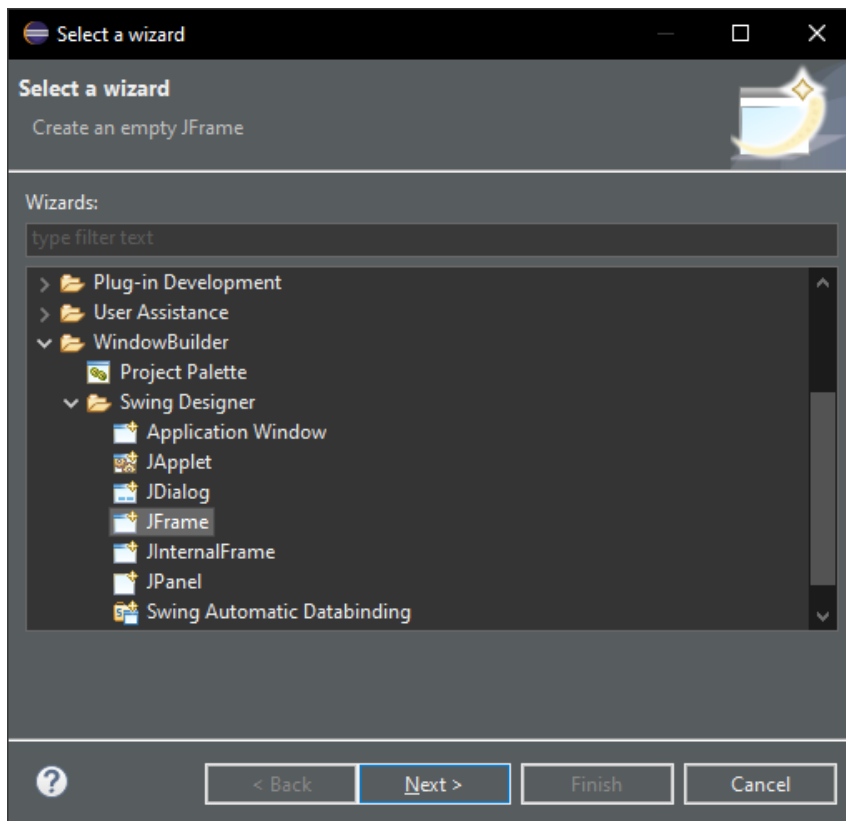 Select a wizard
Select a wizard
Create an empty JFrame
Wizards:
type filter text
Plug-in Development
User Assistance
WindowBuilder
Project Palette
Swing Designer
Application Window
JApplet
JDialog
JFrame
JInternalFrame
JPanel
Swing Automatic Databinding
< Back Next > Finish Cancel